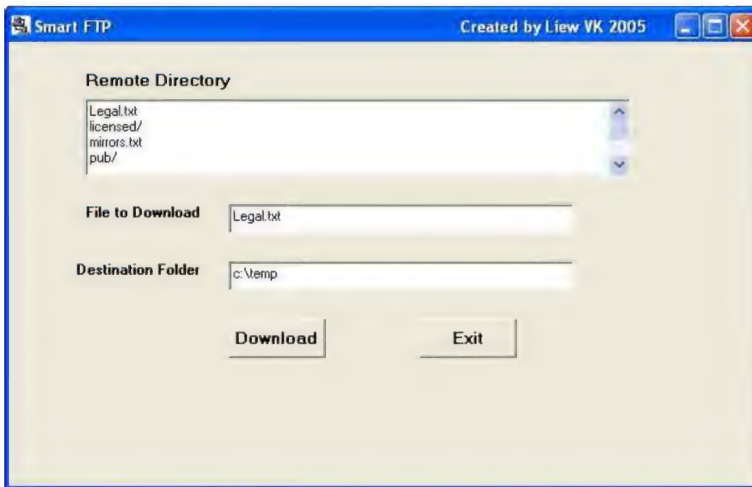 Smart FTP Created by Liew VK 2005
Remote Directory
Legal.txt
licensed/
mirrors.txt
pub/
File to Download Legal.txt
Destination Folder c:\temp
Download Exit